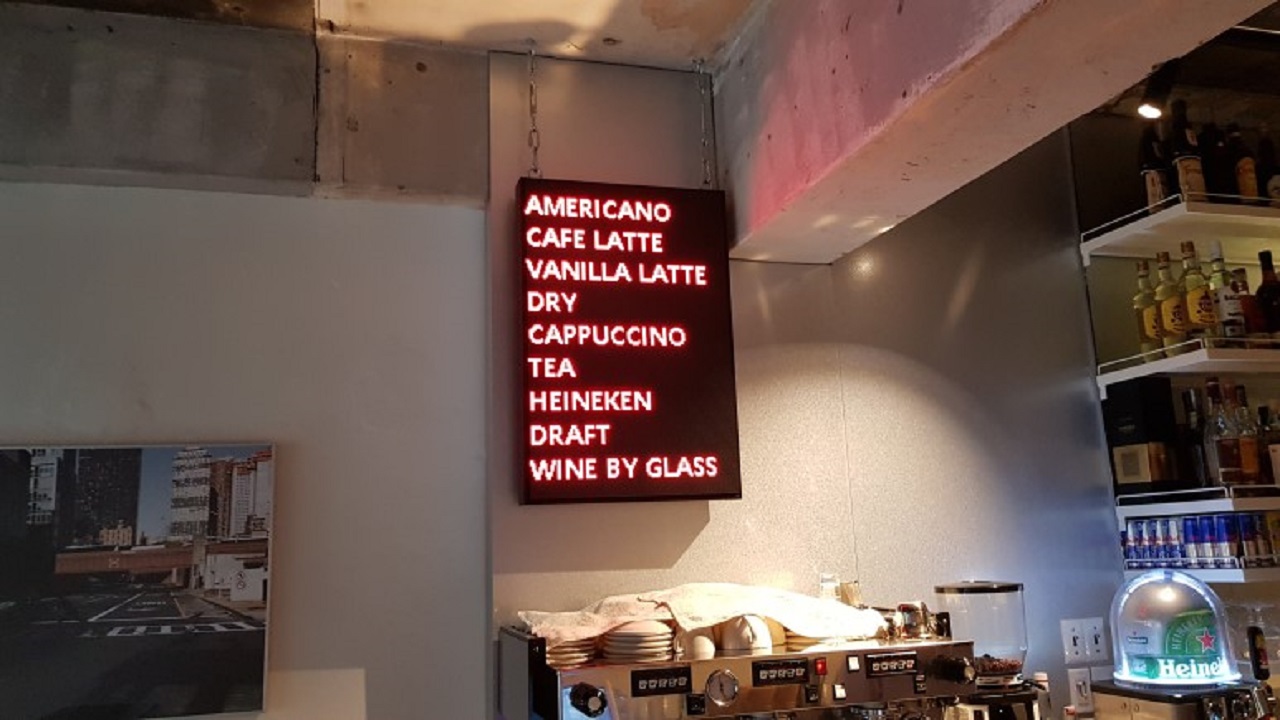 AMERICANO
CAFE LATTE
VANILLA LATTE
DRY
CAPPUCCINO
TEA
HEINEKEN
DRAFT
WINE BY GLASS
Heine